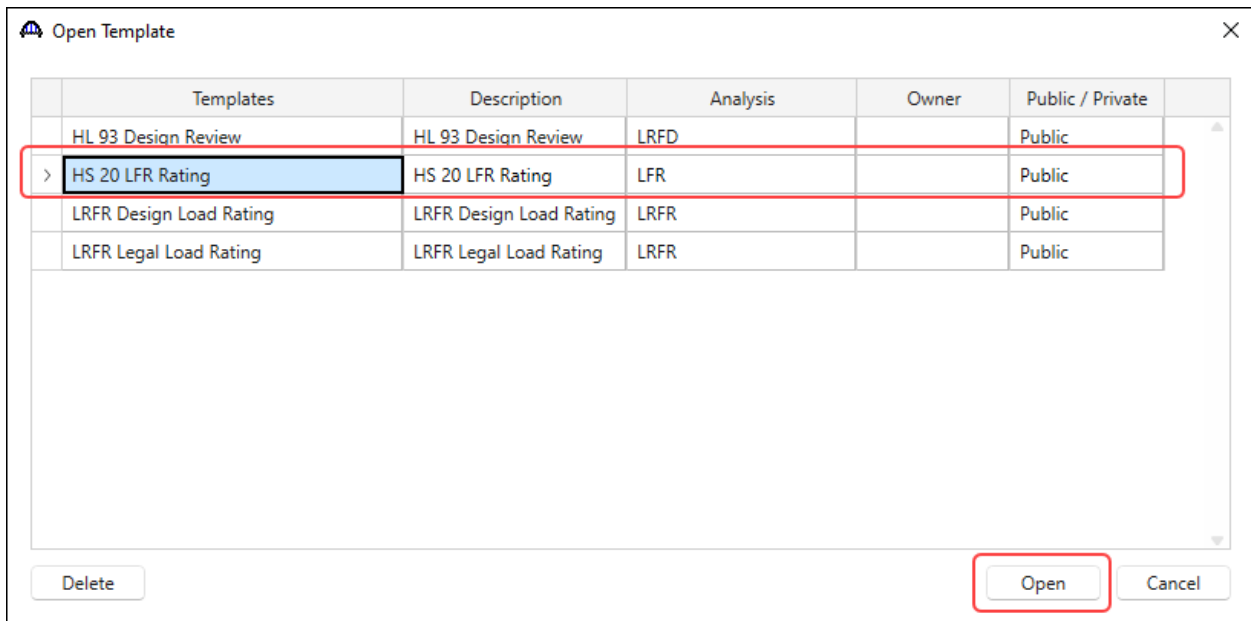 Open Template
Templates Description Analysis Owner Public / Private
HL 93 Design Review HL 93 Design Review LRFD Public
HS 20 LFR Rating HS 20 LFR Rating LFR Public
LRFR Design Load Rating LRFR Design Load Rating LRFR Public
LRFR Legal Load Rating LRFR Legal Load Rating LRFR Public
Delete Open Cancel